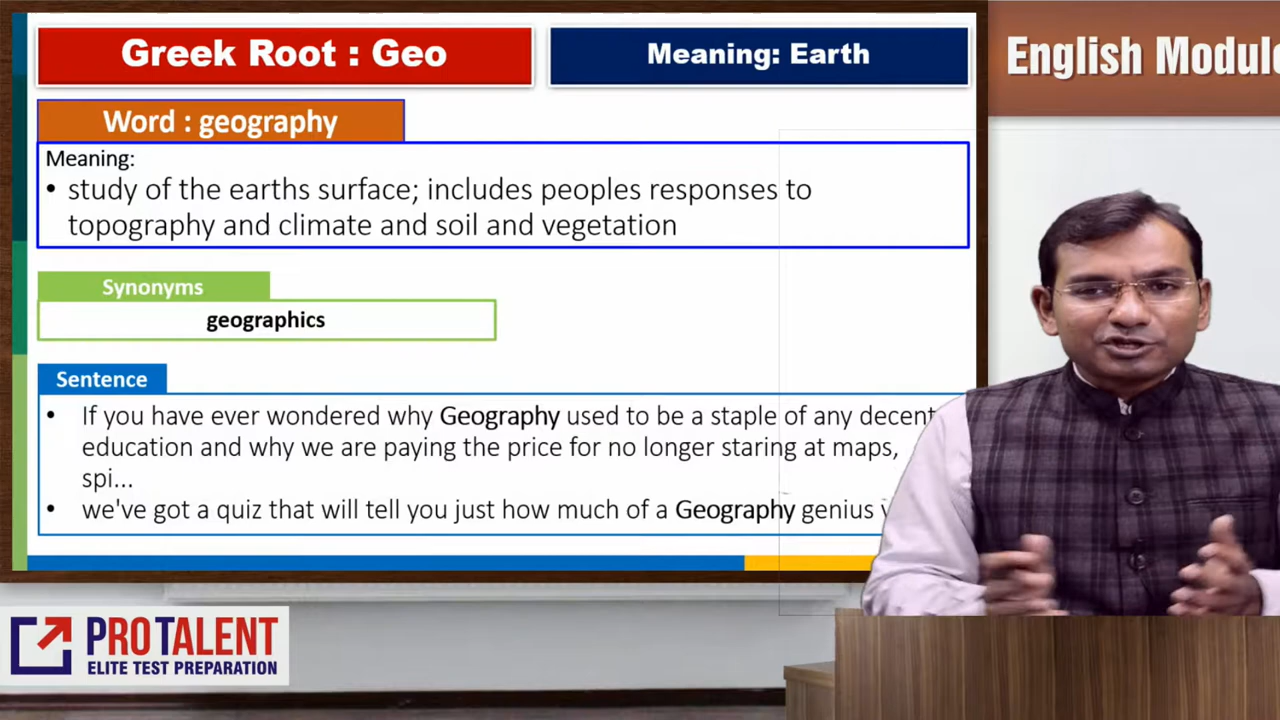 Greek Root : Geo
Meaning: Earth
English Module
Word : geography
Meaning:
• study of the earths surface; includes peoples responses to
topography and climate and soil and vegetation
Synonyms
geographics
Sentence
• If you have ever wondered why Geography used to be a staple of any decent
education and why we are paying the price for no longer staring at maps,
spi...
• we've got a quiz that will tell you just how much of a Geography genius
PROTALENT
ELITE TEST PREPARATION